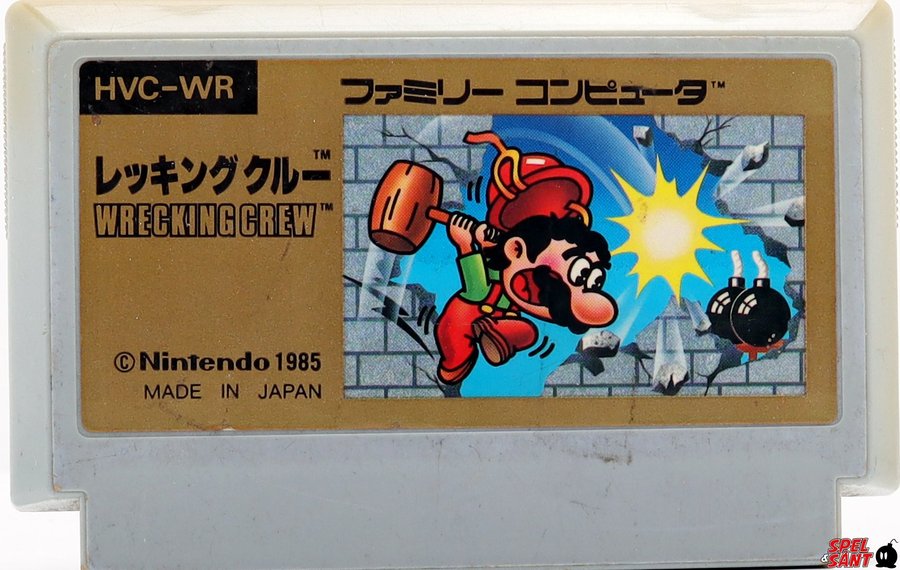 HVC-WR
ファミリー コンピュータ™
レッキングクルー™
WRECKING CREW™
© Nintendo 1985
MADE IN JAPAN
SPEL
& SANT